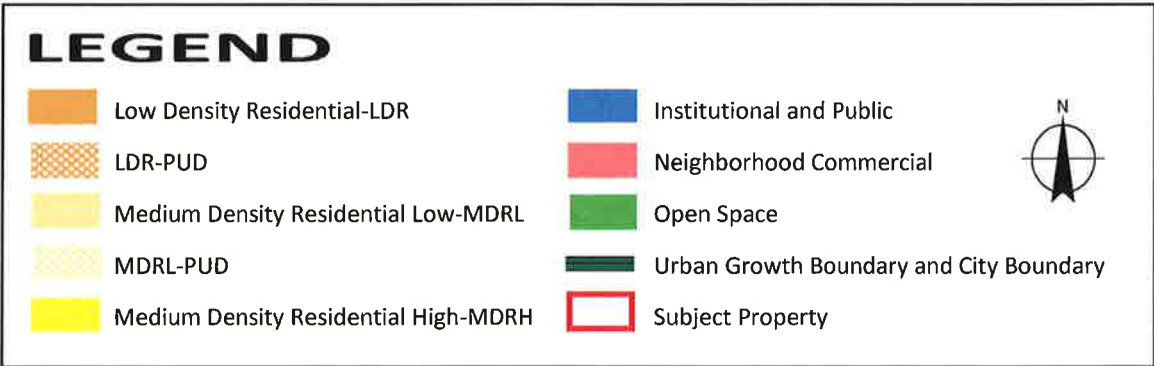 LEGEND
Low Density Residential-LDR
LDR-PUD
Medium Density Residential Low-MDRL
MDRL-PUD
Medium Density Residential High-MDRH
Institutional and Public
Neighborhood Commercial
Open Space
Urban Growth Boundary and City Boundary
Subject Property
N